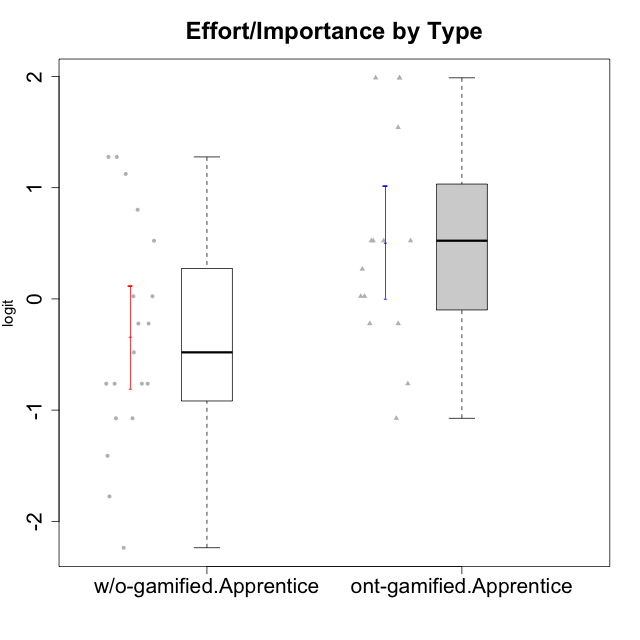 Effort/Importance by Type
2
1
0
-1
-2
logit
w/o-gamified.Apprentice
ont-gamified.Apprentice